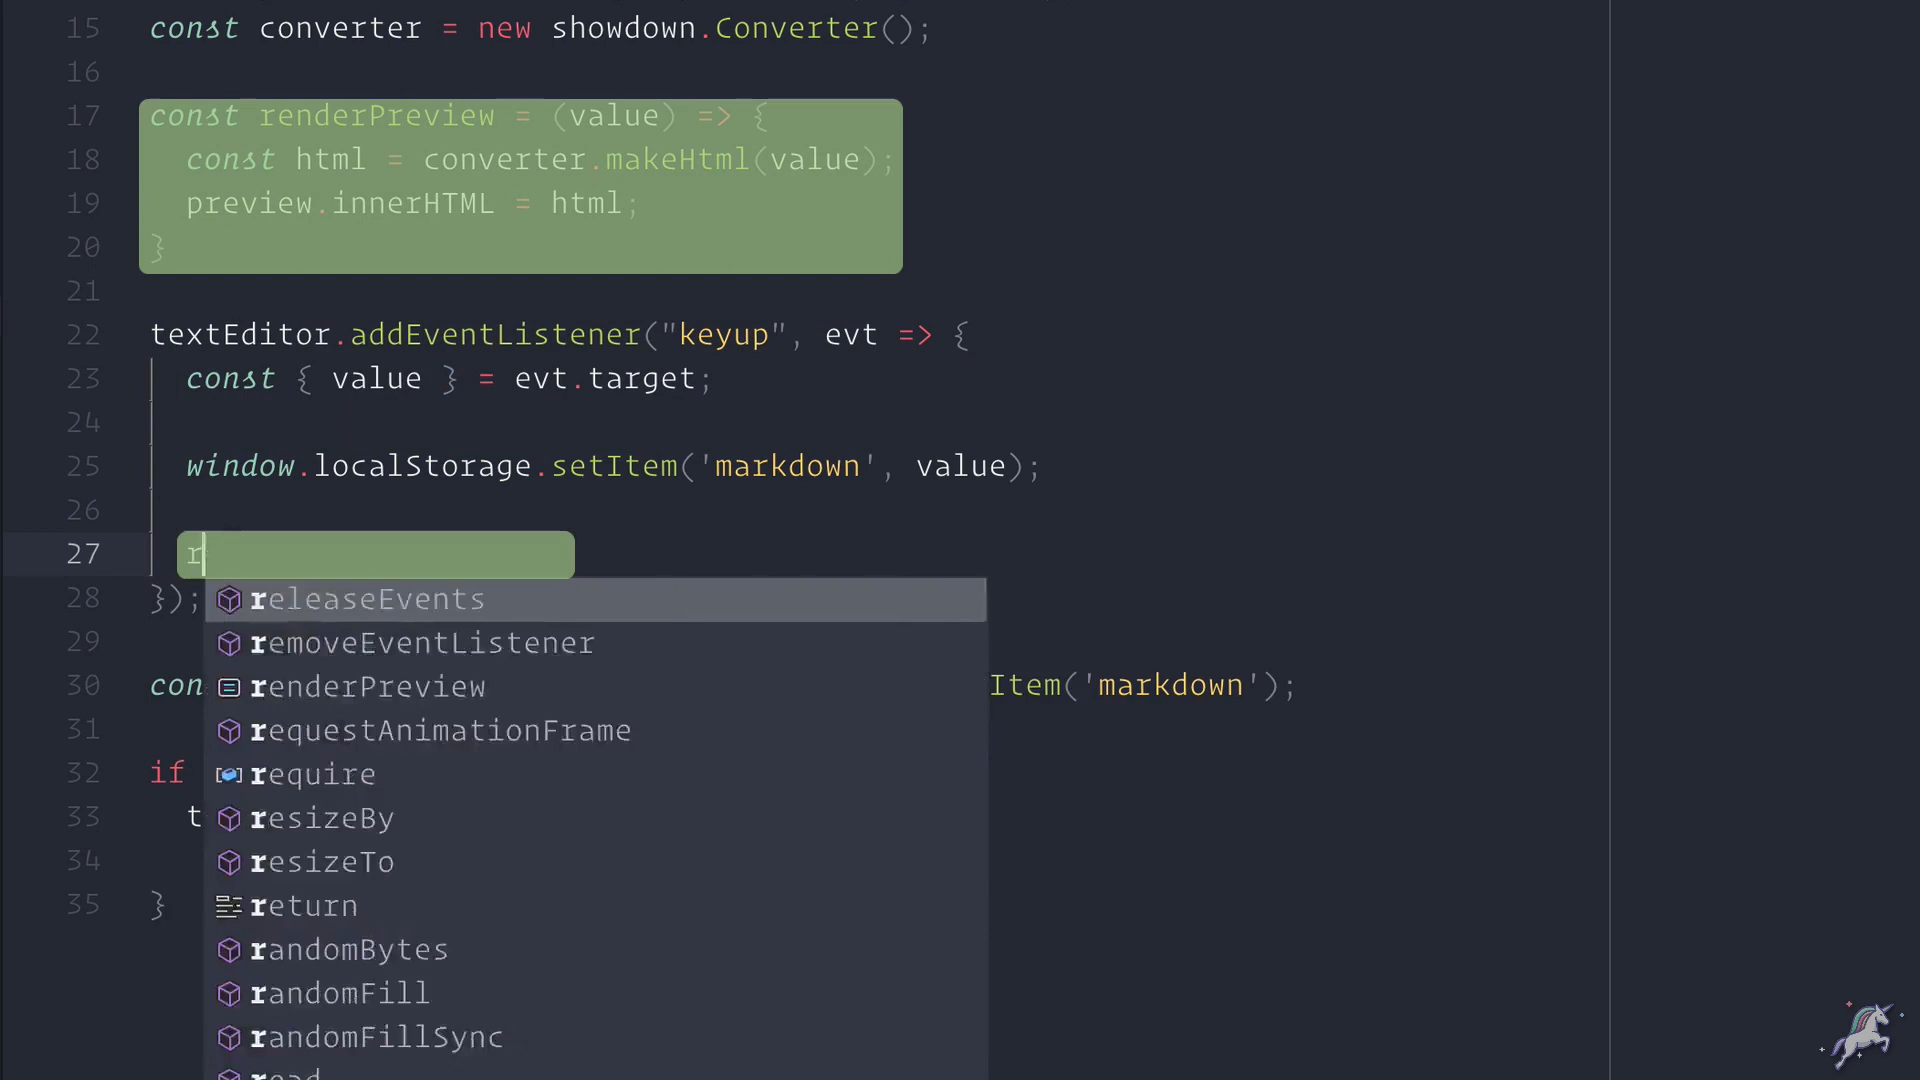 15 const converter = new showdown.Converter();
16
17 const renderPreview = (value) => {
18 const html = converter.makeHtml(value);
19 preview.innerHTML = html;
20 }
21
22 textEditor.addEventListener("keyup", evt => {
23 const { value } = evt.target;
24
25 window.localStorage.setItem('markdown', value);
26
27 r
28 });
releaseEvents
29
removeEventListener
30 con
Item('markdown');
renderPreview
31
requestAnimationFrame
32 if
require
33 t
resizeBy
34
resizeTo
35 }
return
randomBytes
randomFill
randomFillSync